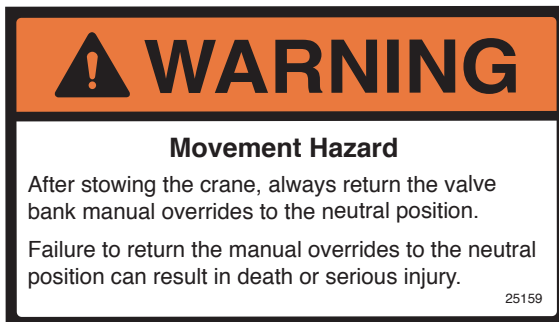 WARNING
Movement Hazard
After stowing the crane, always return the valve
bank manual overrides to the neutral position.
Failure to return the manual overrides to the neutral
position can result in death or serious injury.
25159